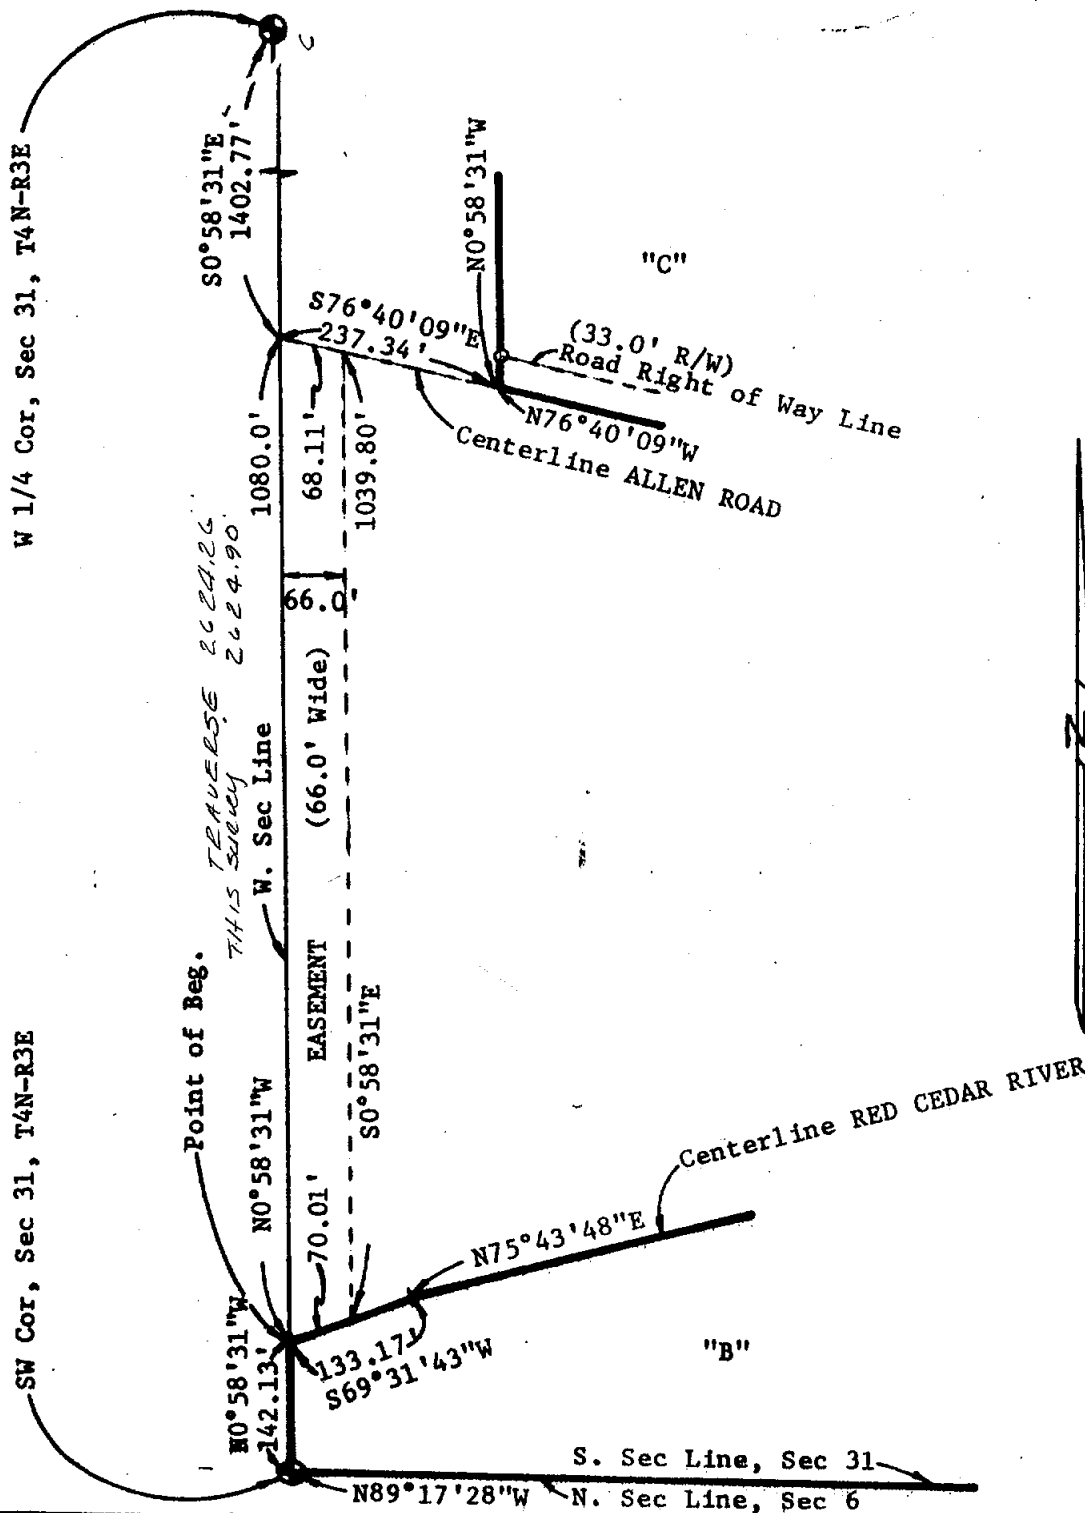 W 1/4 Cor, Sec 31, T4N-R3E
S0°58'31"E
1402.77'
N0°58'31"W
"C"
S76°40'09"E
237.34'
(33.0' R/W)
Road Right of Way Line
N76°40'09"W
Centerline ALLEN ROAD
1080.0'
68.11'
1039.80'
66.0'
TRAVERSE 2624.26'
THIS survey 2624.90'
W. Sec Line
EASEMENT (66.0' Wide)
S0°58'31"E
Z
Point of Beg.
N0°58'31"W
70.01'
Centerline RED CEDAR RIVER
N75°43'48"E
133.17'
S69°31'43"W
"B"
SW Cor, Sec 31, T4N-R3E
N0°58'31"W
142.13'
S. Sec Line, Sec 31
N89°17'28"W
N. Sec Line, Sec 6